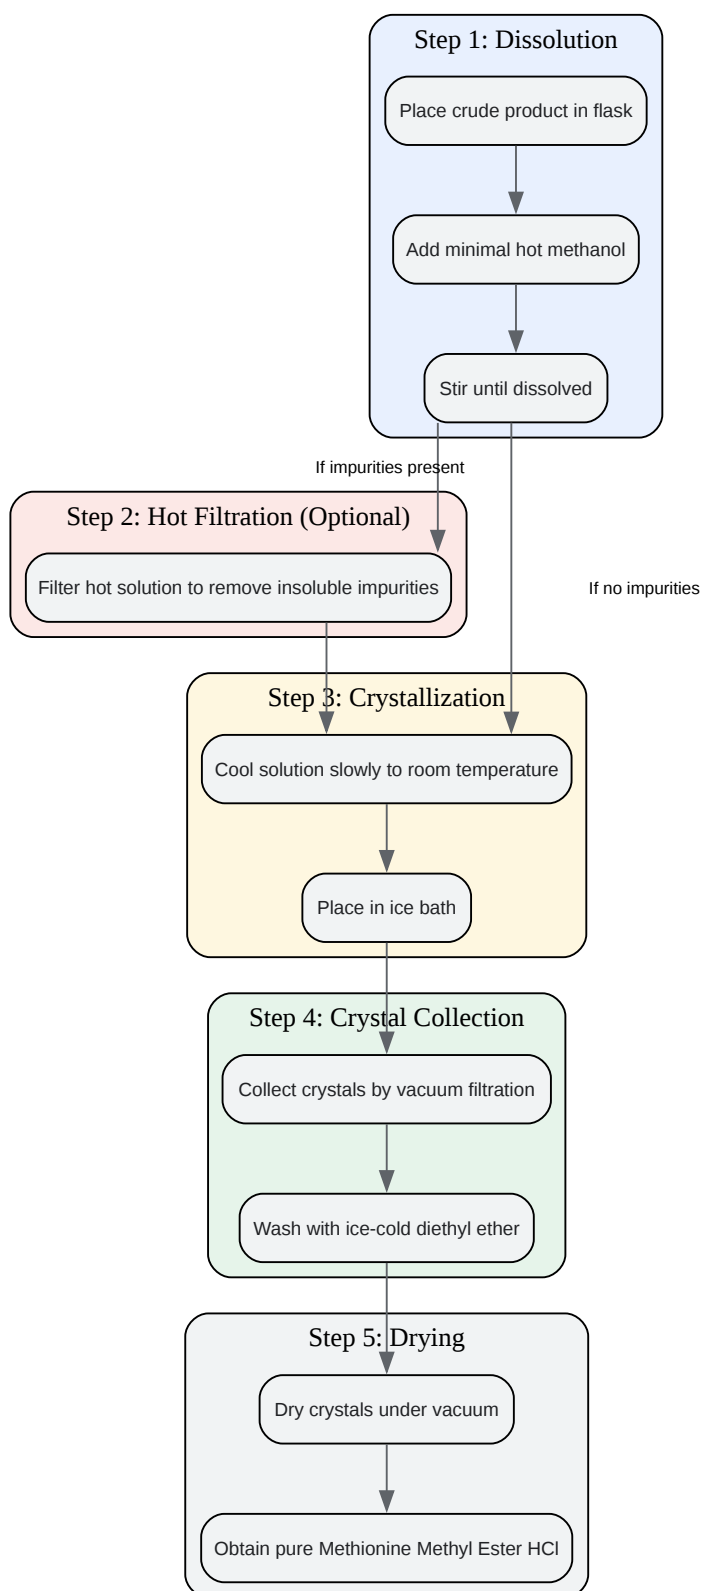 Step 1: Dissolution
Place crude product in flask
Add minimal hot methanol
Stir until dissolved
If impurities present
Step 2: Hot Filtration (Optional)
Filter hot solution to remove insoluble impurities
If no impurities
Step 3: Crystallization
Cool solution slowly to room temperature
Place in ice bath
Step 4: Crystal Collection
Collect crystals by vacuum filtration
Wash with ice-cold diethyl ether
Step 5: Drying
Dry crystals under vacuum
Obtain pure Methionine Methyl Ester HCl